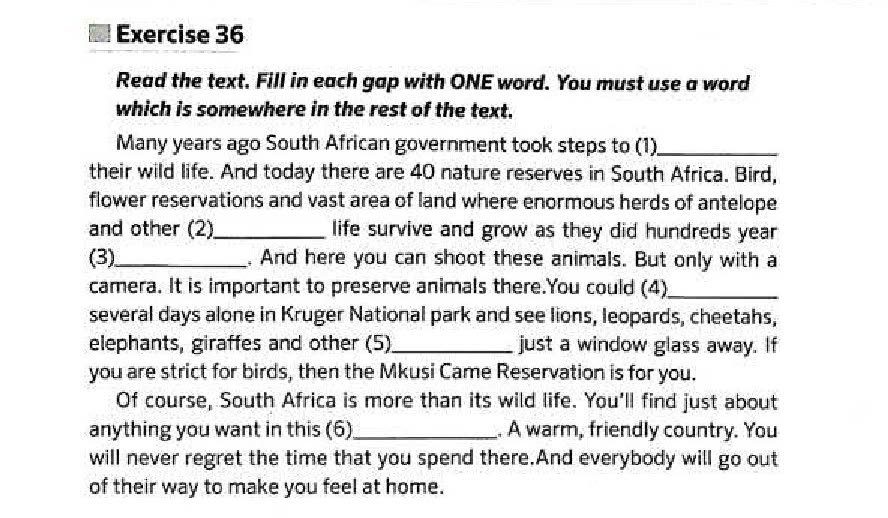 Exercise 36
Read the text. Fill in each gap with ONE word. You must use a word
which is somewhere in the rest of the text.
Many years ago South African government took steps to (1)___________
their wild life. And today there are 40 nature reserves in South Africa. Bird,
flower reservations and vast area of land where enormous herds of antelope
and other (2)__________ life survive and grow as they did hundreds year
(3)____________. And here you can shoot these animals. But only with a
camera. It is important to preserve animals there.You could (4)__________
several days alone in Kruger National park and see lions, leopards, cheetahs,
elephants, giraffes and other (5)___________ just a window glass away. If
you are strict for birds, then the Mkusi Came Reservation is for you.
Of course, South Africa is more than its wild life. You'll find just about
anything you want in this (6)_____________. A warm, friendly country. You
will never regret the time that you spend there.And everybody will go out
of their way to make you feel at home.